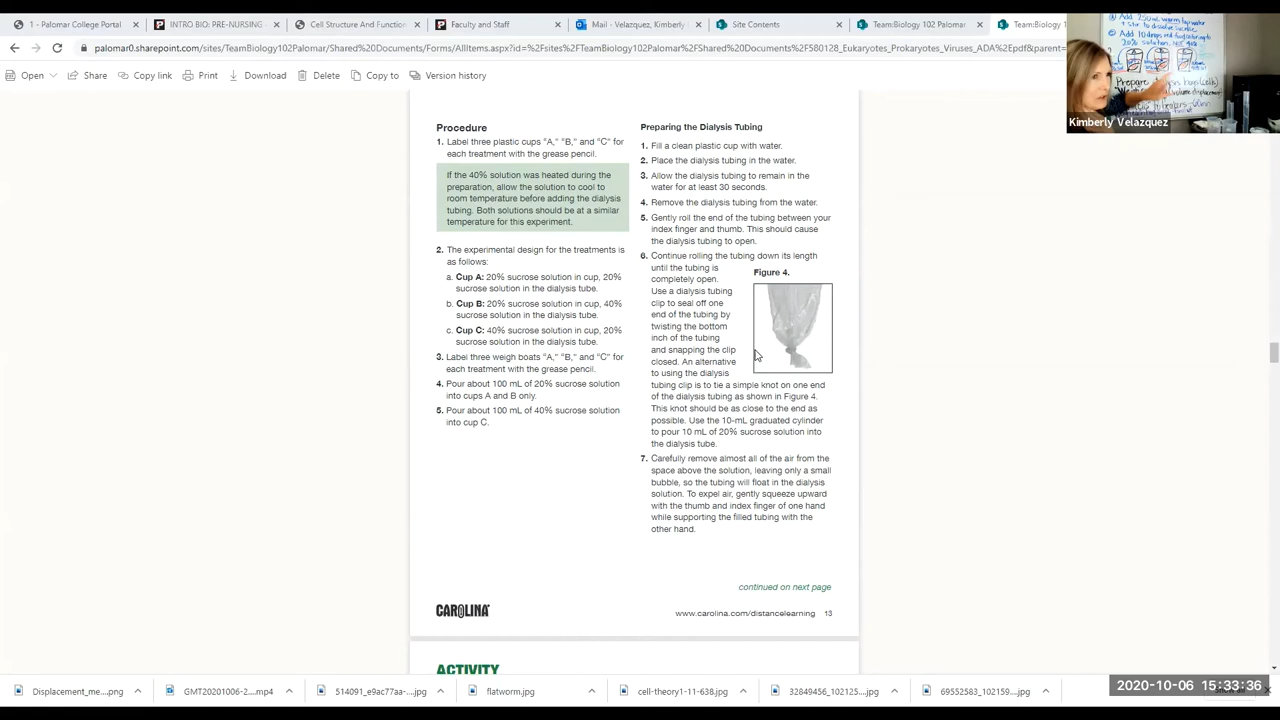 1 - Palomar College Portal
INTRO BIO: PRE-NURSING
Cell Structure And Function
Faculty and Staff
Mail - Velazquez, Kimberly
Site Contents
Team:Biology 102 Palomar
Team:Biology 1
palomar0.sharepoint.com/sites/TeamBiology102Palomar/Shared%20Documents/Forms/AllItems.aspx?id=%2Fsites%2FTeamBiology102Palomar%2FShared%20Documents%2F580128_Eukaryotes_Prokaryotes_Viruses_ADA%2Epdf&parent=
Open
Share
Copy link
Print
Download
Delete
Copy to
Version history
Add 250mL warm tap water
Add 10 drops red food color into
20% solution, NOT 40%
Prepare
Kimberly Velazquez
Procedure
1. Label three plastic cups “A,” “B,” and “C” for
each treatment with the grease pencil.
If the 40% solution was heated during the
preparation, allow the solution to cool to
room temperature before adding the dialysis
tubing. Both solutions should be at a similar
temperature for this experiment.
2. The experimental design for the treatments is
as follows:
a. Cup A: 20% sucrose solution in cup, 20%
sucrose solution in the dialysis tube.
b. Cup B: 20% sucrose solution in cup, 40%
sucrose solution in the dialysis tube.
c. Cup C: 40% sucrose solution in cup, 20%
sucrose solution in the dialysis tube.
3. Label three weigh boats “A,” “B,” and “C” for
each treatment with the grease pencil.
4. Pour about 100 mL of 20% sucrose solution
into cups A and B only.
5. Pour about 100 mL of 40% sucrose solution
into cup C.
Preparing the Dialysis Tubing
1. Fill a clean plastic cup with water.
2. Place the dialysis tubing in the water.
3. Allow the dialysis tubing to remain in the
water for at least 30 seconds.
4. Remove the dialysis tubing from the water.
5. Gently roll the end of the tubing between your
index finger and thumb. This should cause
the dialysis tubing to open.
6. Continue rolling the tubing down its length
until the tubing is
completely open.
Use a dialysis tubing
clip to seal off one
end of the tubing by
twisting the bottom
inch of the tubing
and snapping the clip
closed. An alternative
to using the dialysis
tubing clip is to tie a simple knot on one end
of the dialysis tubing as shown in Figure 4.
This knot should be as close to the end as
possible. Use the 10-mL graduated cylinder
to pour 10 mL of 20% sucrose solution into
the dialysis tube.
Figure 4.
7. Carefully remove almost all of the air from the
space above the solution, leaving only a small
bubble, so the tubing will float in the dialysis
solution. To expel air, gently squeeze upward
with the thumb and index finger of one hand
while supporting the filled tubing with the
other hand.
continued on next page
CAROLINA®
www.carolina.com/distancelearning 13
ACTIVITY
Displacement_me....png
GMT20201006-2....mp4
514091_e9ac77aa-....jpg
flatworm.jpg
cell-theory1-11-638.jpg
32849456_102125....jpg
69552583_102159....jpg
2020-10-06 15:33:36